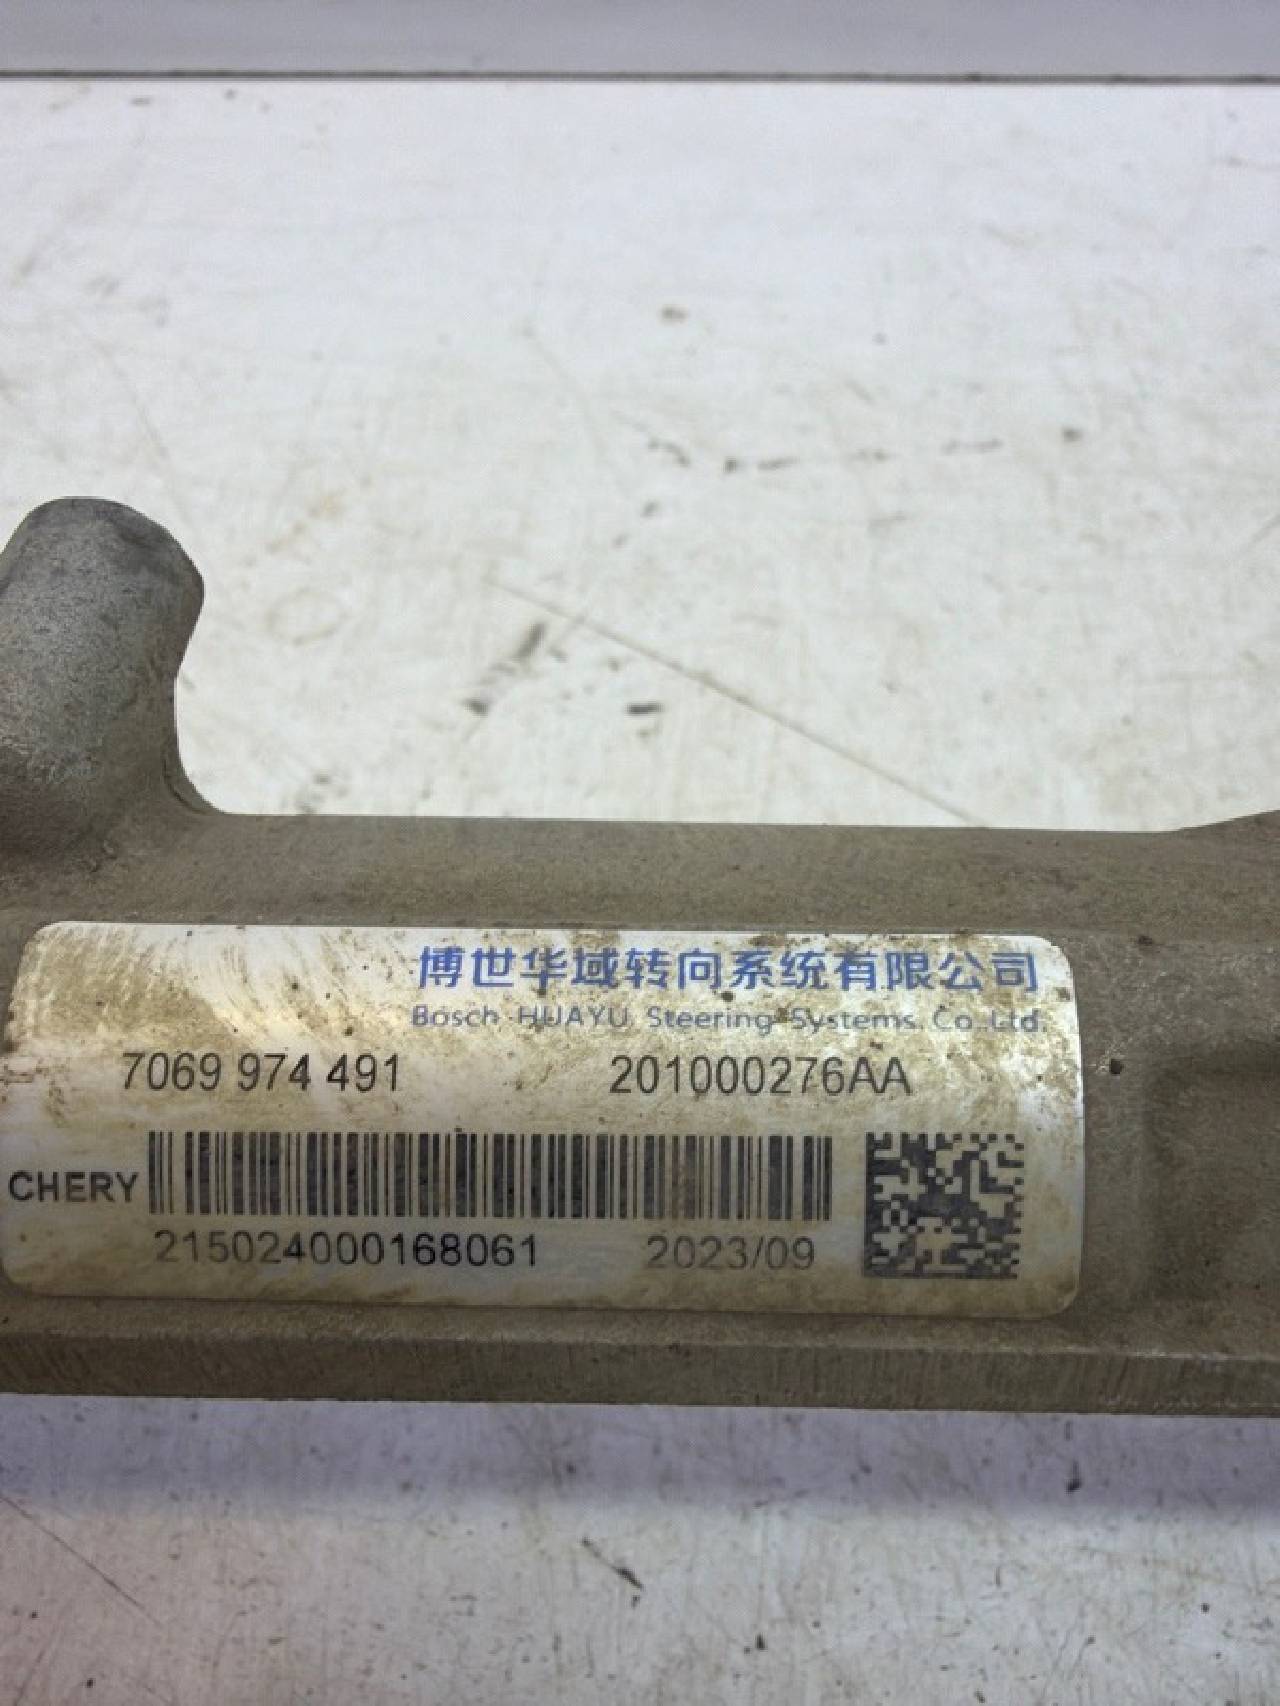 博世华域转向系统有限公司
Bosch HUAYU Steering Systems Co Ltd.
7069 974 491 201000276AA
CHERY
215024000168061 2023/09